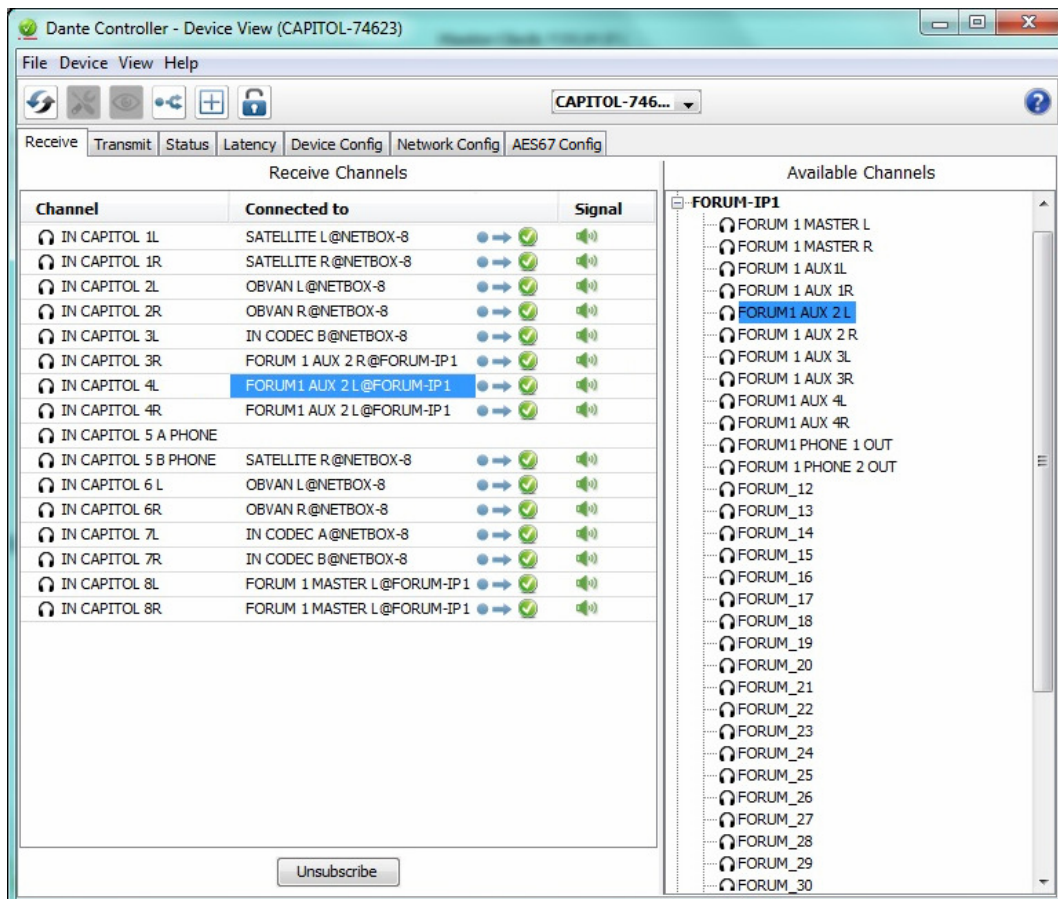 Dante Controller - Device View (CAPITOL-74623)
File Device View Help
CAPITOL-746...
Receive Transmit Status Latency Device Config Network Config AES67 Config
Receive Channels
Channel Connected to Signal
IN CAPITOL 1L SATELLITE L@NETBOX-8
IN CAPITOL 1R SATELLITE R@NETBOX-8
IN CAPITOL 2L OBVAN L@NETBOX-8
IN CAPITOL 2R OBVAN R@NETBOX-8
IN CAPITOL 3L IN CODEC B@NETBOX-8
IN CAPITOL 3R FORUM 1 AUX 2 R@FORUM-IP1
IN CAPITOL 4L FORUM1 AUX 2 L@FORUM-IP1
IN CAPITOL 4R FORUM1 AUX 2 L@FORUM-IP1
IN CAPITOL 5 A PHONE
IN CAPITOL 5 B PHONE SATELLITE R@NETBOX-8
IN CAPITOL 6 L OBVAN L@NETBOX-8
IN CAPITOL 6R OBVAN R@NETBOX-8
IN CAPITOL 7L IN CODEC A@NETBOX-8
IN CAPITOL 7R IN CODEC B@NETBOX-8
IN CAPITOL 8L FORUM 1 MASTER L@FORUM-IP1
IN CAPITOL 8R FORUM 1 MASTER L@FORUM-IP1
Unsubscribe
Available Channels
FORUM-IP1
FORUM 1 MASTER L
FORUM 1 MASTER R
FORUM 1 AUX1L
FORUM 1 AUX 1R
FORUM1 AUX 2 L
FORUM 1 AUX 2 R
FORUM 1 AUX 3L
FORUM 1 AUX 3R
FORUM1 AUX 4L
FORUM1 AUX 4R
FORUM1 PHONE 1 OUT
FORUM 1 PHONE 2 OUT
FORUM_12
FORUM_13
FORUM_14
FORUM_15
FORUM_16
FORUM_17
FORUM_18
FORUM_19
FORUM_20
FORUM_21
FORUM_22
FORUM_23
FORUM_24
FORUM_25
FORUM_26
FORUM_27
FORUM_28
FORUM_29
FORUM_30